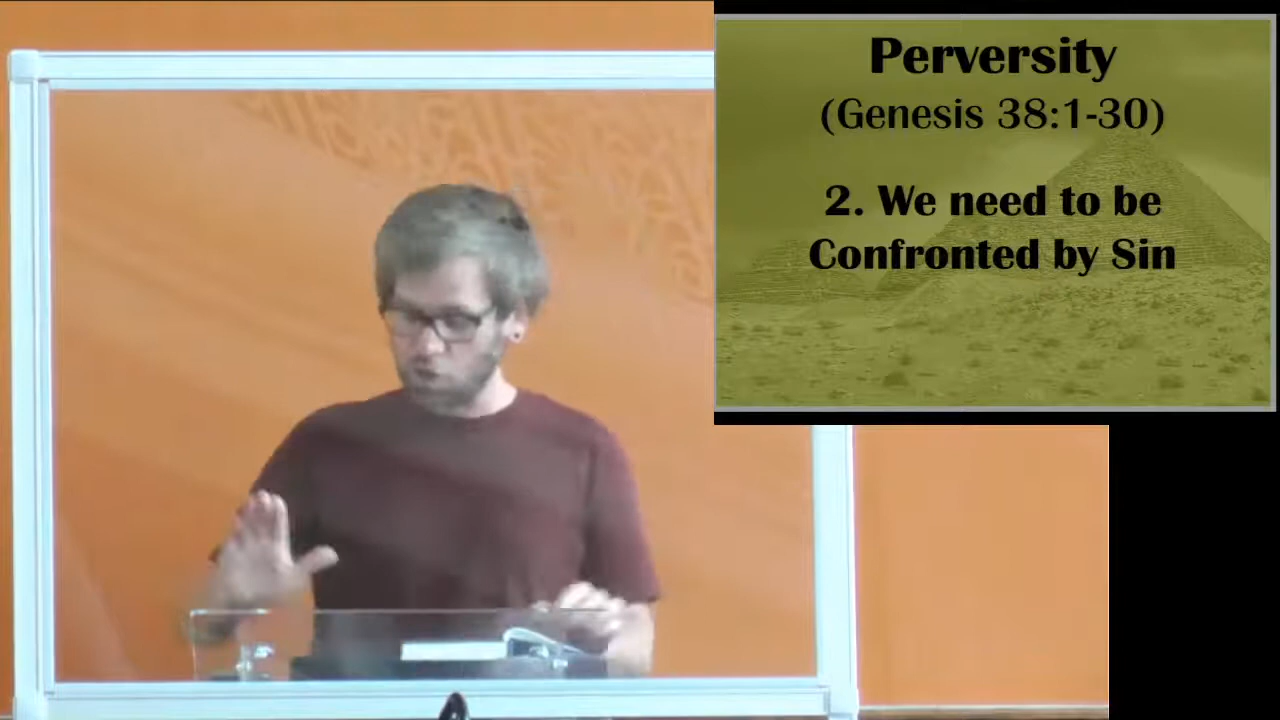 Perversity
(Genesis 38:1-30)
2. We need to be
Confronted by Sin